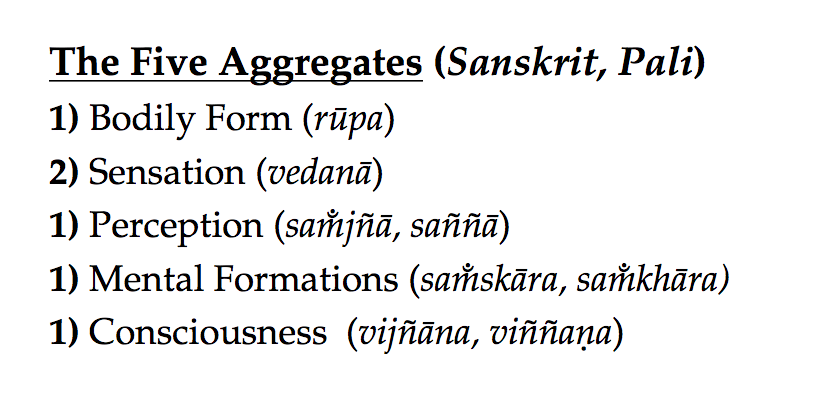 The Five Aggregates (Sanskrit, Pali)
1) Bodily Form (rūpa)
2) Sensation (vedanā)
1) Perception (saṁjñā, saññā)
1) Mental Formations (saṁskāra, saṁkhāra)
1) Consciousness (vijñāna, viññaṇa)